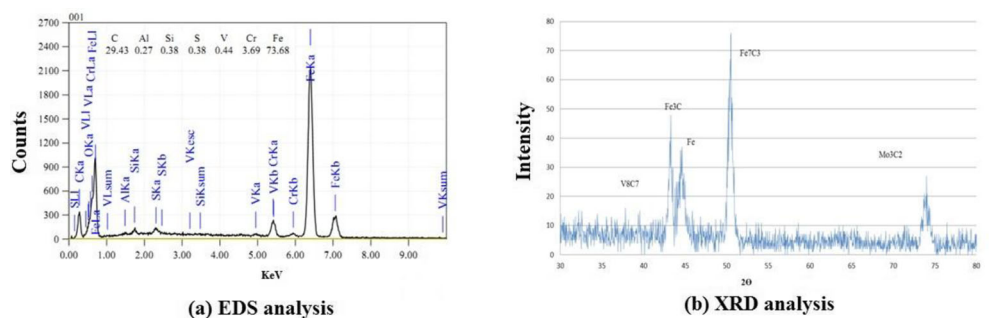 001
C Al Si S V Cr Fe
29.43 0.27 0.38 0.38 0.44 3.69 73.68
2700
2400
2100
1800
1500
1200
900
600
300
0
Counts
SLl
CKa
VLl
OKa
FeLa
VLa
CrLa
FeLl
VLsum
AlKa
SiKa
SKa
SKb
VKesc
SiKsum
VKa
VKb
CrKa
CrKb
FeKa
FeKb
VKsum
0.00 1.00 2.00 3.00 4.00 5.00 6.00 7.00 8.00 9.00
KeV
(a) EDS analysis
80
70
60
50
40
30
20
10
0
Intensity
V8C7
Fe3C
Fe
Fe7C3
Mo3C2
30 40 50 60 70 80
2Θ
(b) XRD analysis